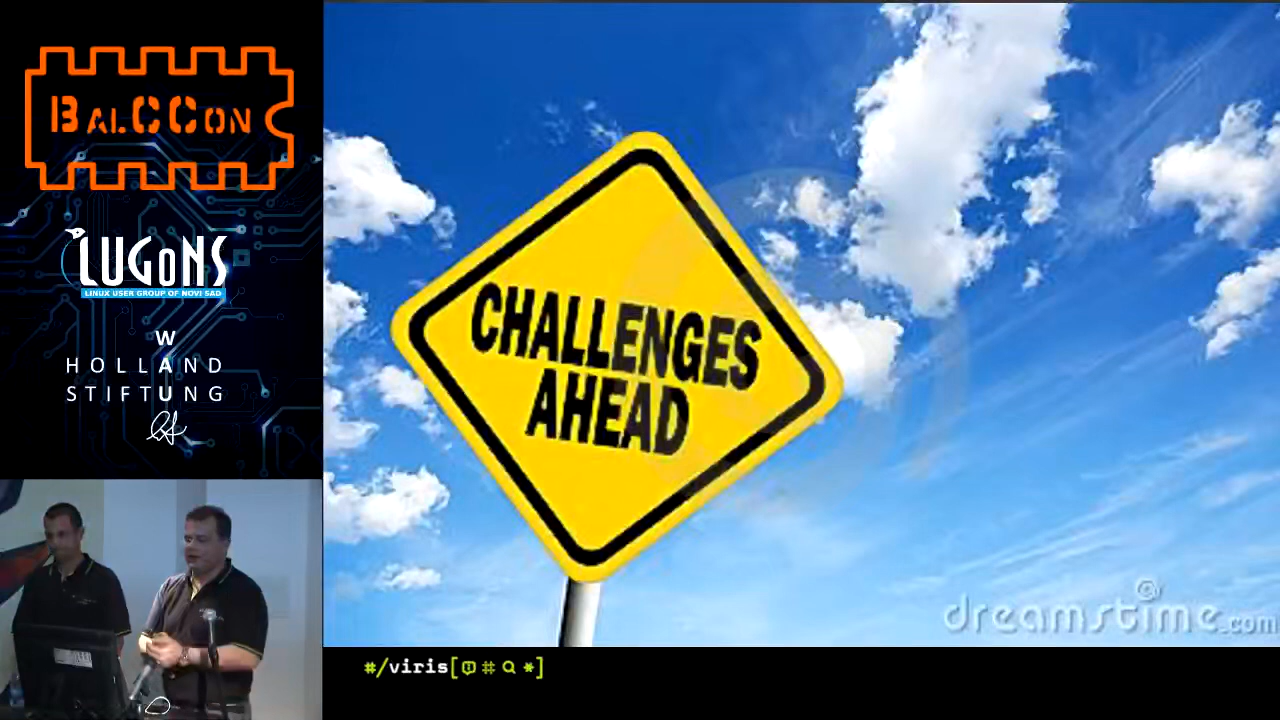 BALCCON
LUGoNS
LINUX USER GROUP OF NOVI SAD
W
HOLLAND
U
STIFTUNG
CHALLENGES
AHEAD
dreamstime.com
#/viris[ # *]